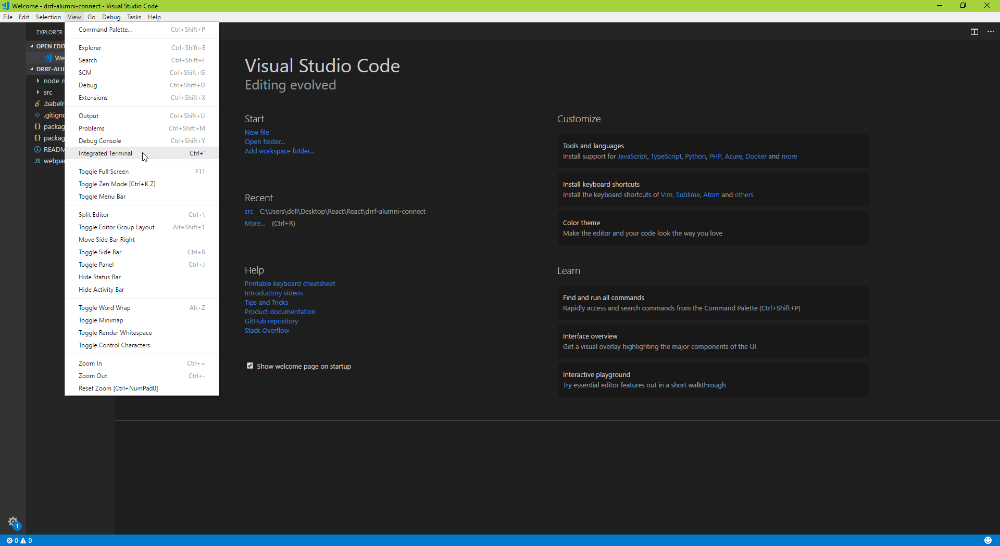 Welcome - drrf-alumni-connect - Visual Studio Code
File Edit Selection View Go Debug Tasks Help
EXPLORER
OPEN EDIT
We
DRRF-ALU
node_m
src
.babelr
.gitigno
packag
packag
READM
JS webpac
Command Palette... Ctrl+Shift+P
Explorer Ctrl+Shift+E
Search Ctrl+Shift+F
SCM Ctrl+Shift+G
Debug Ctrl+Shift+D
Extensions Ctrl+Shift+X
Output Ctrl+Shift+U
Problems Ctrl+Shift+M
Debug Console Ctrl+Shift+Y
Integrated Terminal Ctrl+`
Toggle Full Screen F11
Toggle Zen Mode [Ctrl+K Z]
Toggle Menu Bar
Split Editor Ctrl+\
Toggle Editor Group Layout Alt+Shift+1
Move Side Bar Right
Toggle Side Bar Ctrl+B
Toggle Panel Ctrl+J
Hide Status Bar
Hide Activity Bar
Toggle Word Wrap Alt+Z
Toggle Minimap
Toggle Render Whitespace
Toggle Control Characters
Zoom In Ctrl+=
Zoom Out Ctrl+-
Reset Zoom [Ctrl+NumPad0]
Visual Studio Code
Editing evolved
Start
New file
Open folder...
Add workspace folder...
Recent
src C:\Users\dell\Desktop\React\React\drrf-alumni-connect
More... (Ctrl+R)
Help
Printable keyboard cheatsheet
Introductory videos
Tips and Tricks
Product documentation
GitHub repository
Stack Overflow
Show welcome page on startup
Customize
Tools and languages
Install support for JavaScript, TypeScript, Python, PHP, Azure, Docker and more
Install keyboard shortcuts
Install the keyboard shortcuts of Vim, Sublime, Atom and others
Color theme
Make the editor and your code look the way you love
Learn
Find and run all commands
Rapidly access and search commands from the Command Palette (Ctrl+Shift+P)
Interface overview
Get a visual overlay highlighting the major components of the UI
Interactive playground
Try essential editor features out in a short walkthrough
1
0 0